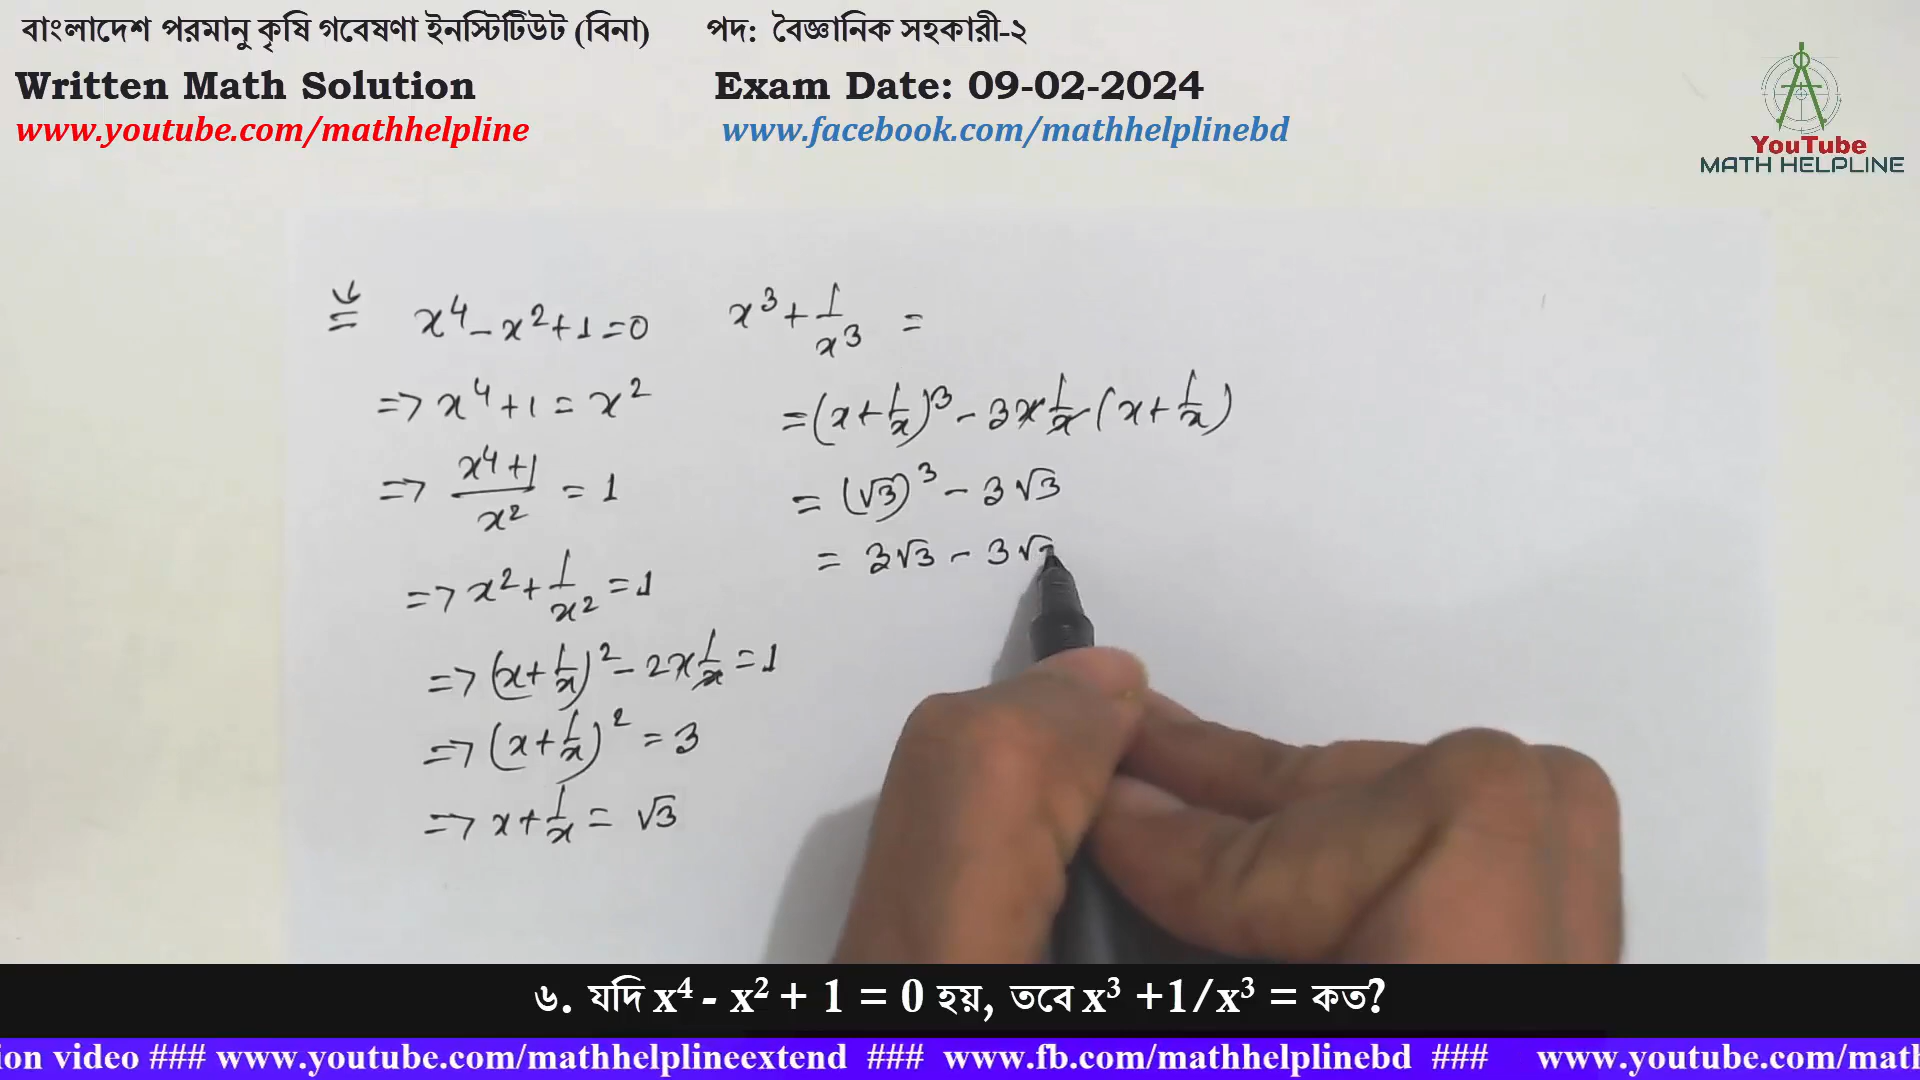 বাংলাদেশ পরমানু কৃষি গবেষণা ইনস্টিটিউট (বিনা) পদ: বৈজ্ঞানিক সহকারী-২
Written Math Solution Exam Date: 09-02-2024
www.youtube.com/mathhelpline www.facebook.com/mathhelplinebd
YouTube
MATH HELPLINE
৬
x⁴ - x² + 1 = 0
=> x⁴ + 1 = x²
=> (x⁴ + 1)/x² = 1
=> x² + 1/x² = 1
=> (x + 1/x)² - 2x 1/x = 1
=> (x + 1/x)² = 3
=> x + 1/x = √3
x³ + 1/x³ =
= (x + 1/x)³ - 3x 1/x (x + 1/x)
= (√3)³ - 3√3
= 3√3 - 3√
৬. যদি x⁴ - x² + 1 = 0 হয়, তবে x³ +1/x³ = কত?
ion video ### www.youtube.com/mathhelplineextend ### www.fb.com/mathhelplinebd ### www.youtube.com/math